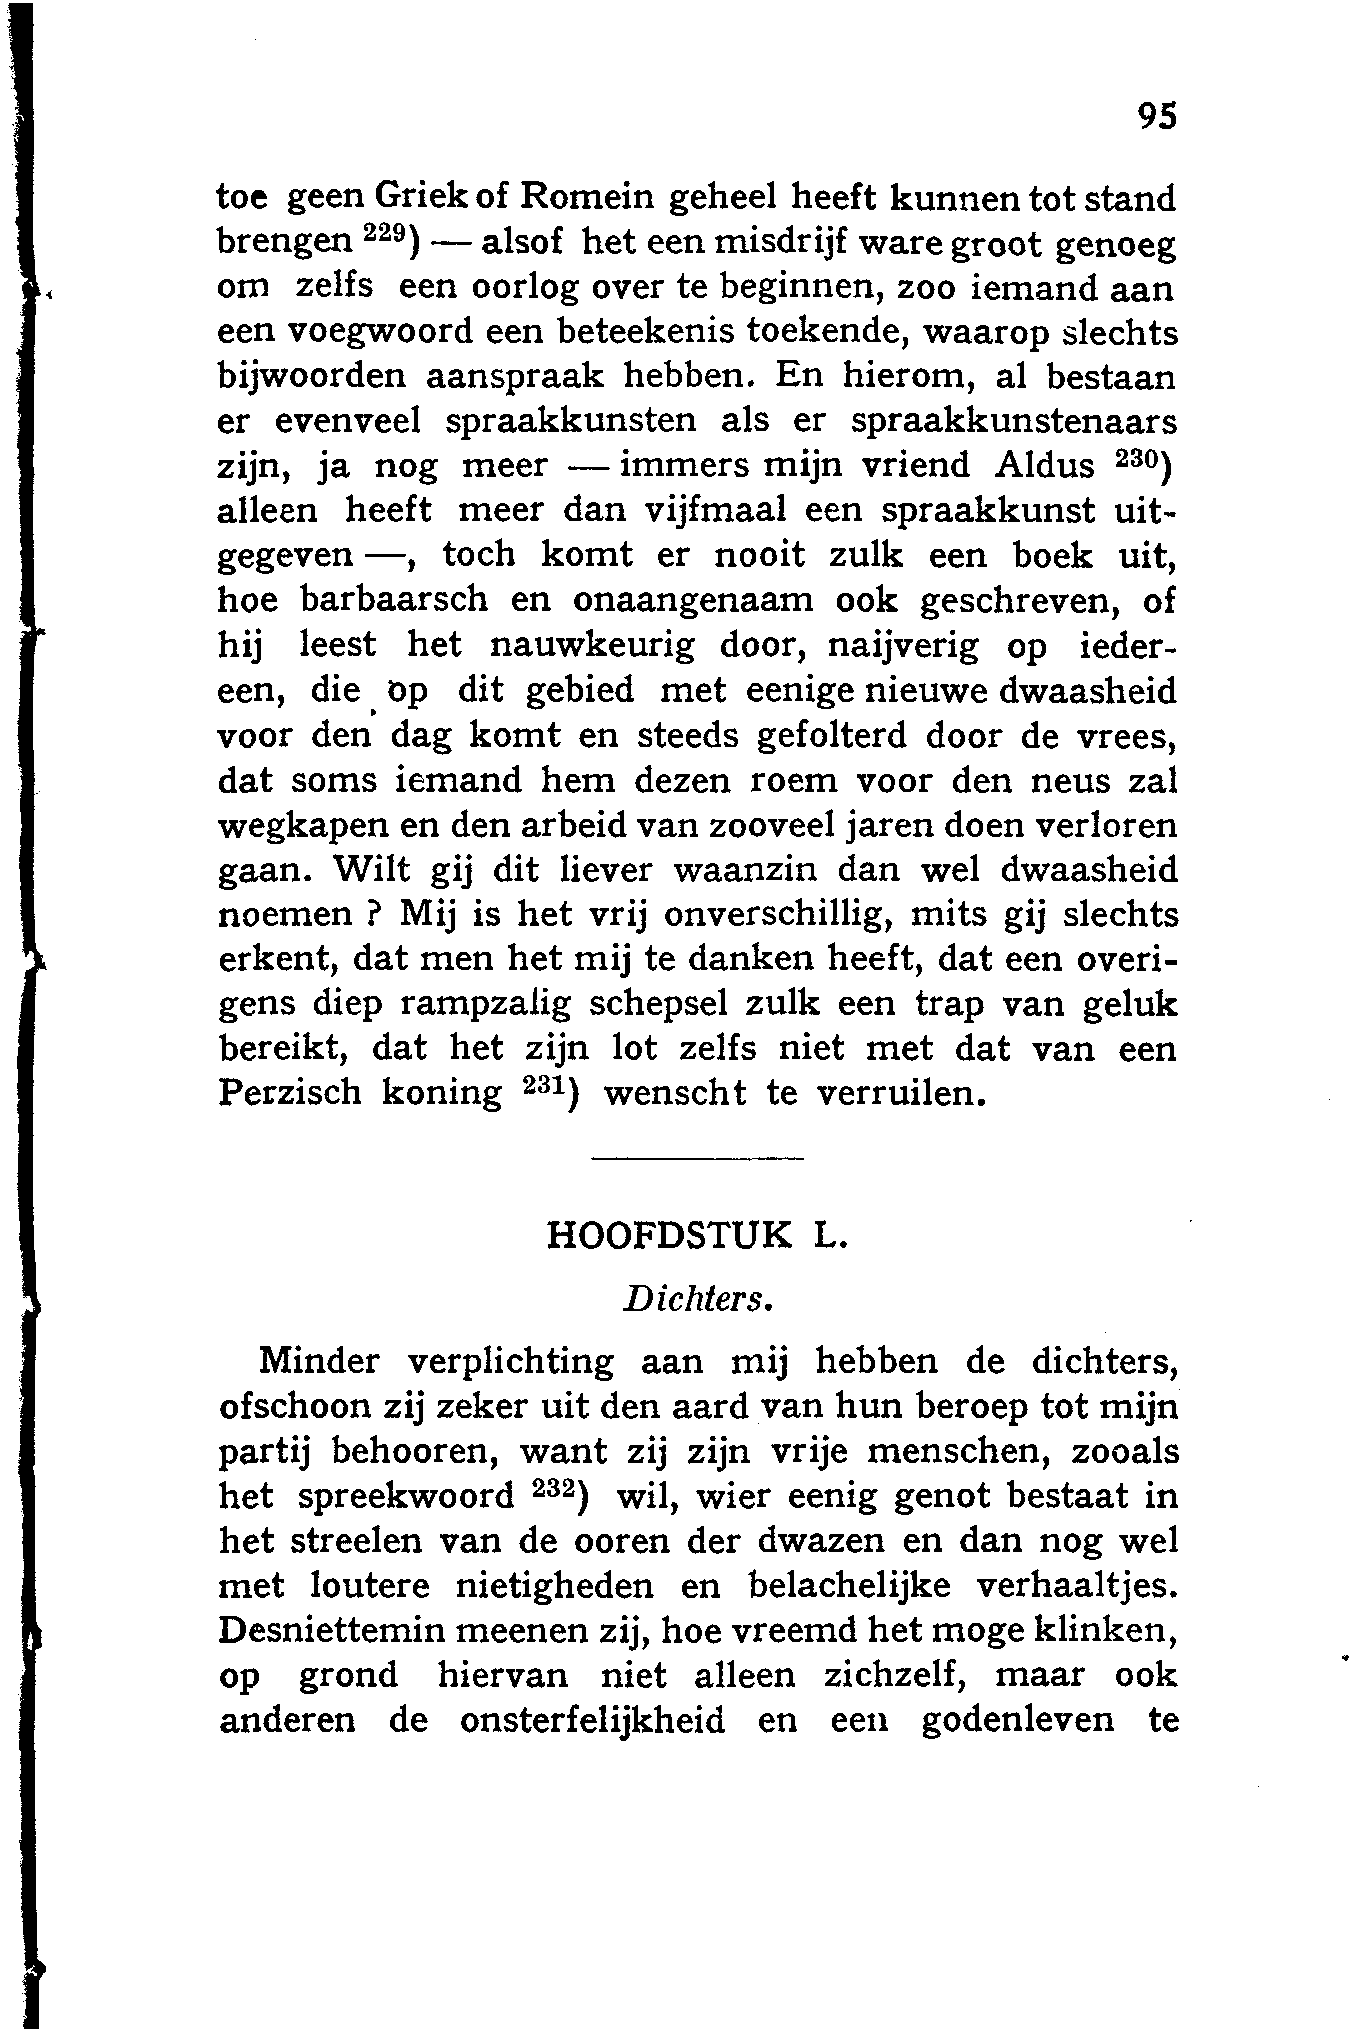 95
toe geen Griek of Romein geheel heeft kunnen tot stand
brengen ²²⁹) — alsof het een misdrijf ware groot genoeg
om zelfs een oorlog over te beginnen, zoo iemand aan
een voegwoord een beteekenis toekende, waarop slechts
bijwoorden aanspraak hebben. En hierom, al bestaan
er evenveel spraakkunsten als er spraakkunstenaars
zijn, ja nog meer — immers mijn vriend Aldus ²³⁰)
alleen heeft meer dan vijfmaal een spraakkunst uit-
gegeven —, toch komt er nooit zulk een boek uit,
hoe barbaarsch en onaangenaam ook geschreven, of
hij leest het nauwkeurig door, naijverig op ieder-
een, die op dit gebied met eenige nieuwe dwaasheid
voor den dag komt en steeds gefolterd door de vrees,
dat soms iemand hem dezen roem voor den neus zal
wegkapen en den arbeid van zooveel jaren doen verloren
gaan. Wilt gij dit liever waanzin dan wel dwaasheid
noemen ? Mij is het vrij onverschillig, mits gij slechts
erkent, dat men het mij te danken heeft, dat een overi-
gens diep rampzalig schepsel zulk een trap van geluk
bereikt, dat het zijn lot zelfs niet met dat van een
Perzisch koning ²³¹) wenscht te verruilen.
HOOFDSTUK L.
Dichters.
Minder verplichting aan mij hebben de dichters,
ofschoon zij zeker uit den aard van hun beroep tot mijn
partij behooren, want zij zijn vrije menschen, zooals
het spreekwoord ²³²) wil, wier eenig genot bestaat in
het streelen van de ooren der dwazen en dan nog wel
met loutere nietigheden en belachelijke verhaaltjes.
Desniettemin meenen zij, hoe vreemd het moge klinken,
op grond hiervan niet alleen zichzelf, maar ook
anderen de onsterfelijkheid en een godenleven te